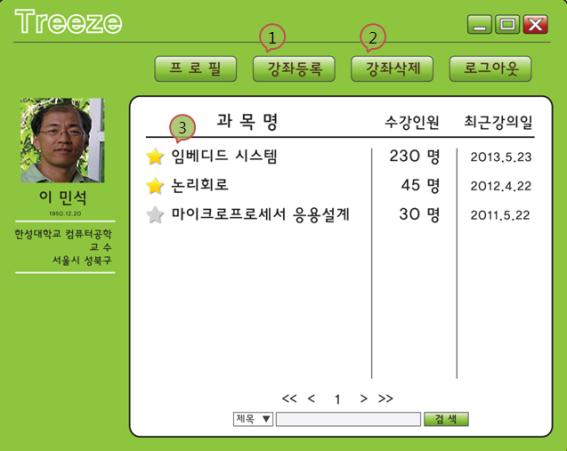 Treeze
1
2
프 로 필
강좌등록
강좌삭제
로그아웃
3
과 목 명
수강인원
최근강의일
임베디드 시스템
230 명
2013.5.23
논리회로
45 명
2012.4.22
마이크로프로세서 응용설계
30 명
2011.5.22
이 민석
1960.12.20
한성대학교 컴퓨터공학
교 수
서울시 성북구
<< < 1 > >>
제목 ▼
검 색